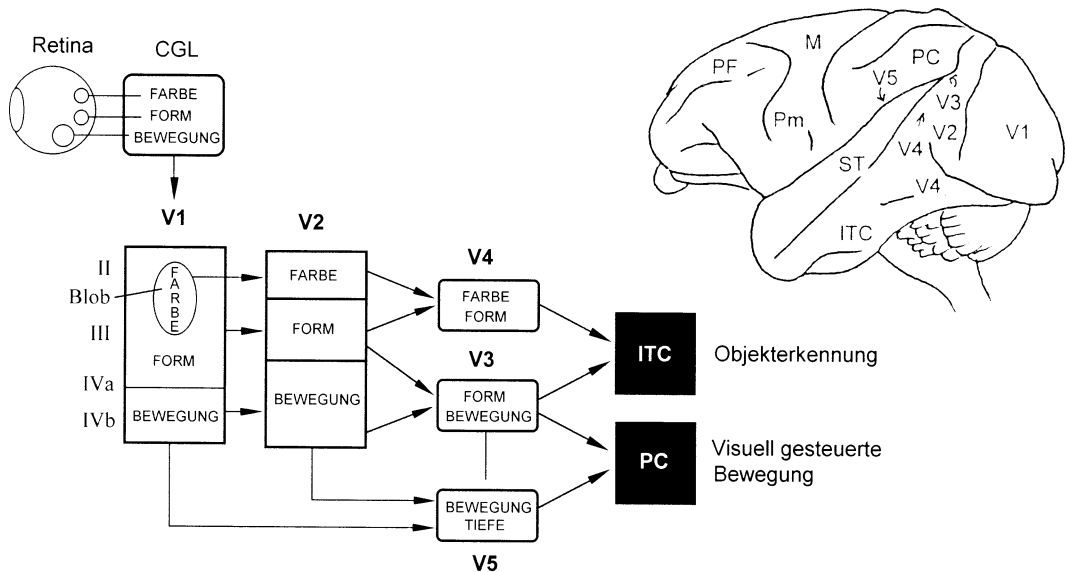 Retina
CGL
FARBE
FORM
BEWEGUNG
V1
II
Blob
III
IVa
IVb
FARBE
FORM
BEWEGUNG
V2
FARBE
FORM
BEWEGUNG
V4
FARBE
FORM
V3
FORM
BEWEGUNG
BEWEGUNG
TIEFE
V5
ITC
Objekterkennung
PC
Visuell gesteuerte
Bewegung
M
PF
PC
V5
V3
Pm
V2
V1
V4
ST
V4
ITC